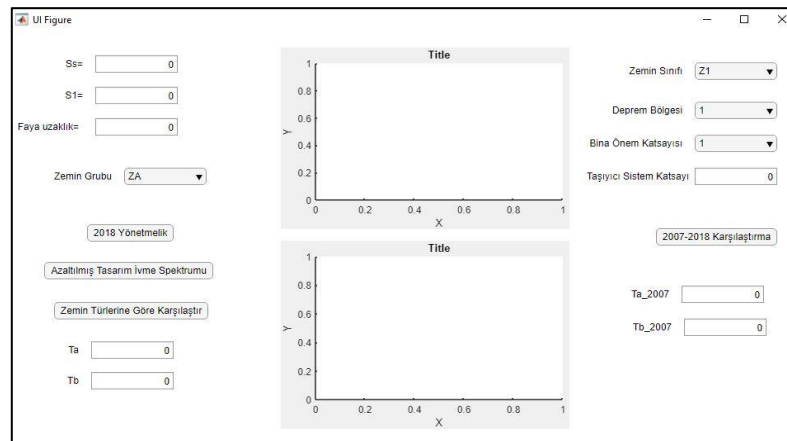 UI Figure
Ss= 0
S1= 0
Faya uzaklık= 0
Zemin Grubu ZA
2018 Yönetmelik
Azaltılmış Tasarım İvme Spektrumu
Zemin Türlerine Göre Karşılaştır
Ta 0
Tb 0
Title
1
0.8
0.6
0.4
0.2
0
Y
0 0.2 0.4 0.6 0.8 1
X
Title
1
0.8
0.6
0.4
0.2
0
Y
0 0.2 0.4 0.6 0.8 1
X
Zemin Sınıfı Z1
Deprem Bölgesi 1
Bina Önem Katsayısı 1
Taşıyıcı Sistem Katsayı 0
2007-2018 Karşılaştırma
Ta_2007 0
Tb_2007 0